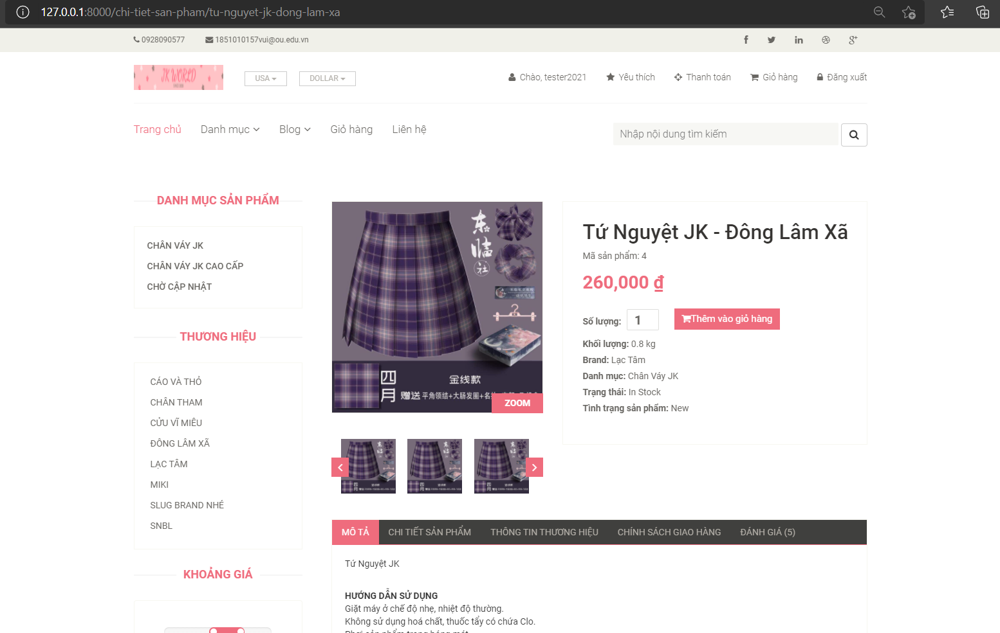 127.0.0.1:8000/chi-tiet-san-pham/tu-nguyet-jk-dong-lam-xa
0928090577 1851010157vui@ou.edu.vn
JK WORLD
USA DOLLAR
Chào, tester2021 Yêu thích Thanh toán Giỏ hàng Đăng xuất
Trang chủ Danh mục Blog Giỏ hàng Liên hệ
Nhập nội dung tìm kiếm
DANH MỤC SẢN PHẨM
CHÂN VÁY JK
CHÂN VÁY JK CAO CẤP
CHỜ CẬP NHẬT
THƯƠNG HIỆU
CÁO VÀ THỎ
CHÂN THAM
CỬU VĨ MIÊU
ĐÔNG LÂM XÃ
LẠC TÂM
MIKI
SLUG BRAND NHÉ
SNBL
KHOẢNG GIÁ
东临社
四月
金线款
赠送 平角领结+大肠发圈+名
ZOOM
Tứ Nguyệt JK - Đông Lâm Xã
Mã sản phẩm: 4
260,000 ₫
Số lượng: 1 Thêm vào giỏ hàng
Khối lượng: 0.8 kg
Brand: Lạc Tâm
Danh mục: Chân Váy JK
Trạng thái: In Stock
Tình trạng sản phẩm: New
MÔ TẢ CHI TIẾT SẢN PHẨM THÔNG TIN THƯƠNG HIỆU CHÍNH SÁCH GIAO HÀNG ĐÁNH GIÁ (5)
Tứ Nguyệt JK
HƯỚNG DẪN SỬ DỤNG
Giặt máy ở chế độ nhẹ, nhiệt độ thường.
Không sử dụng hoá chất, thuốc tẩy có chứa Clo.